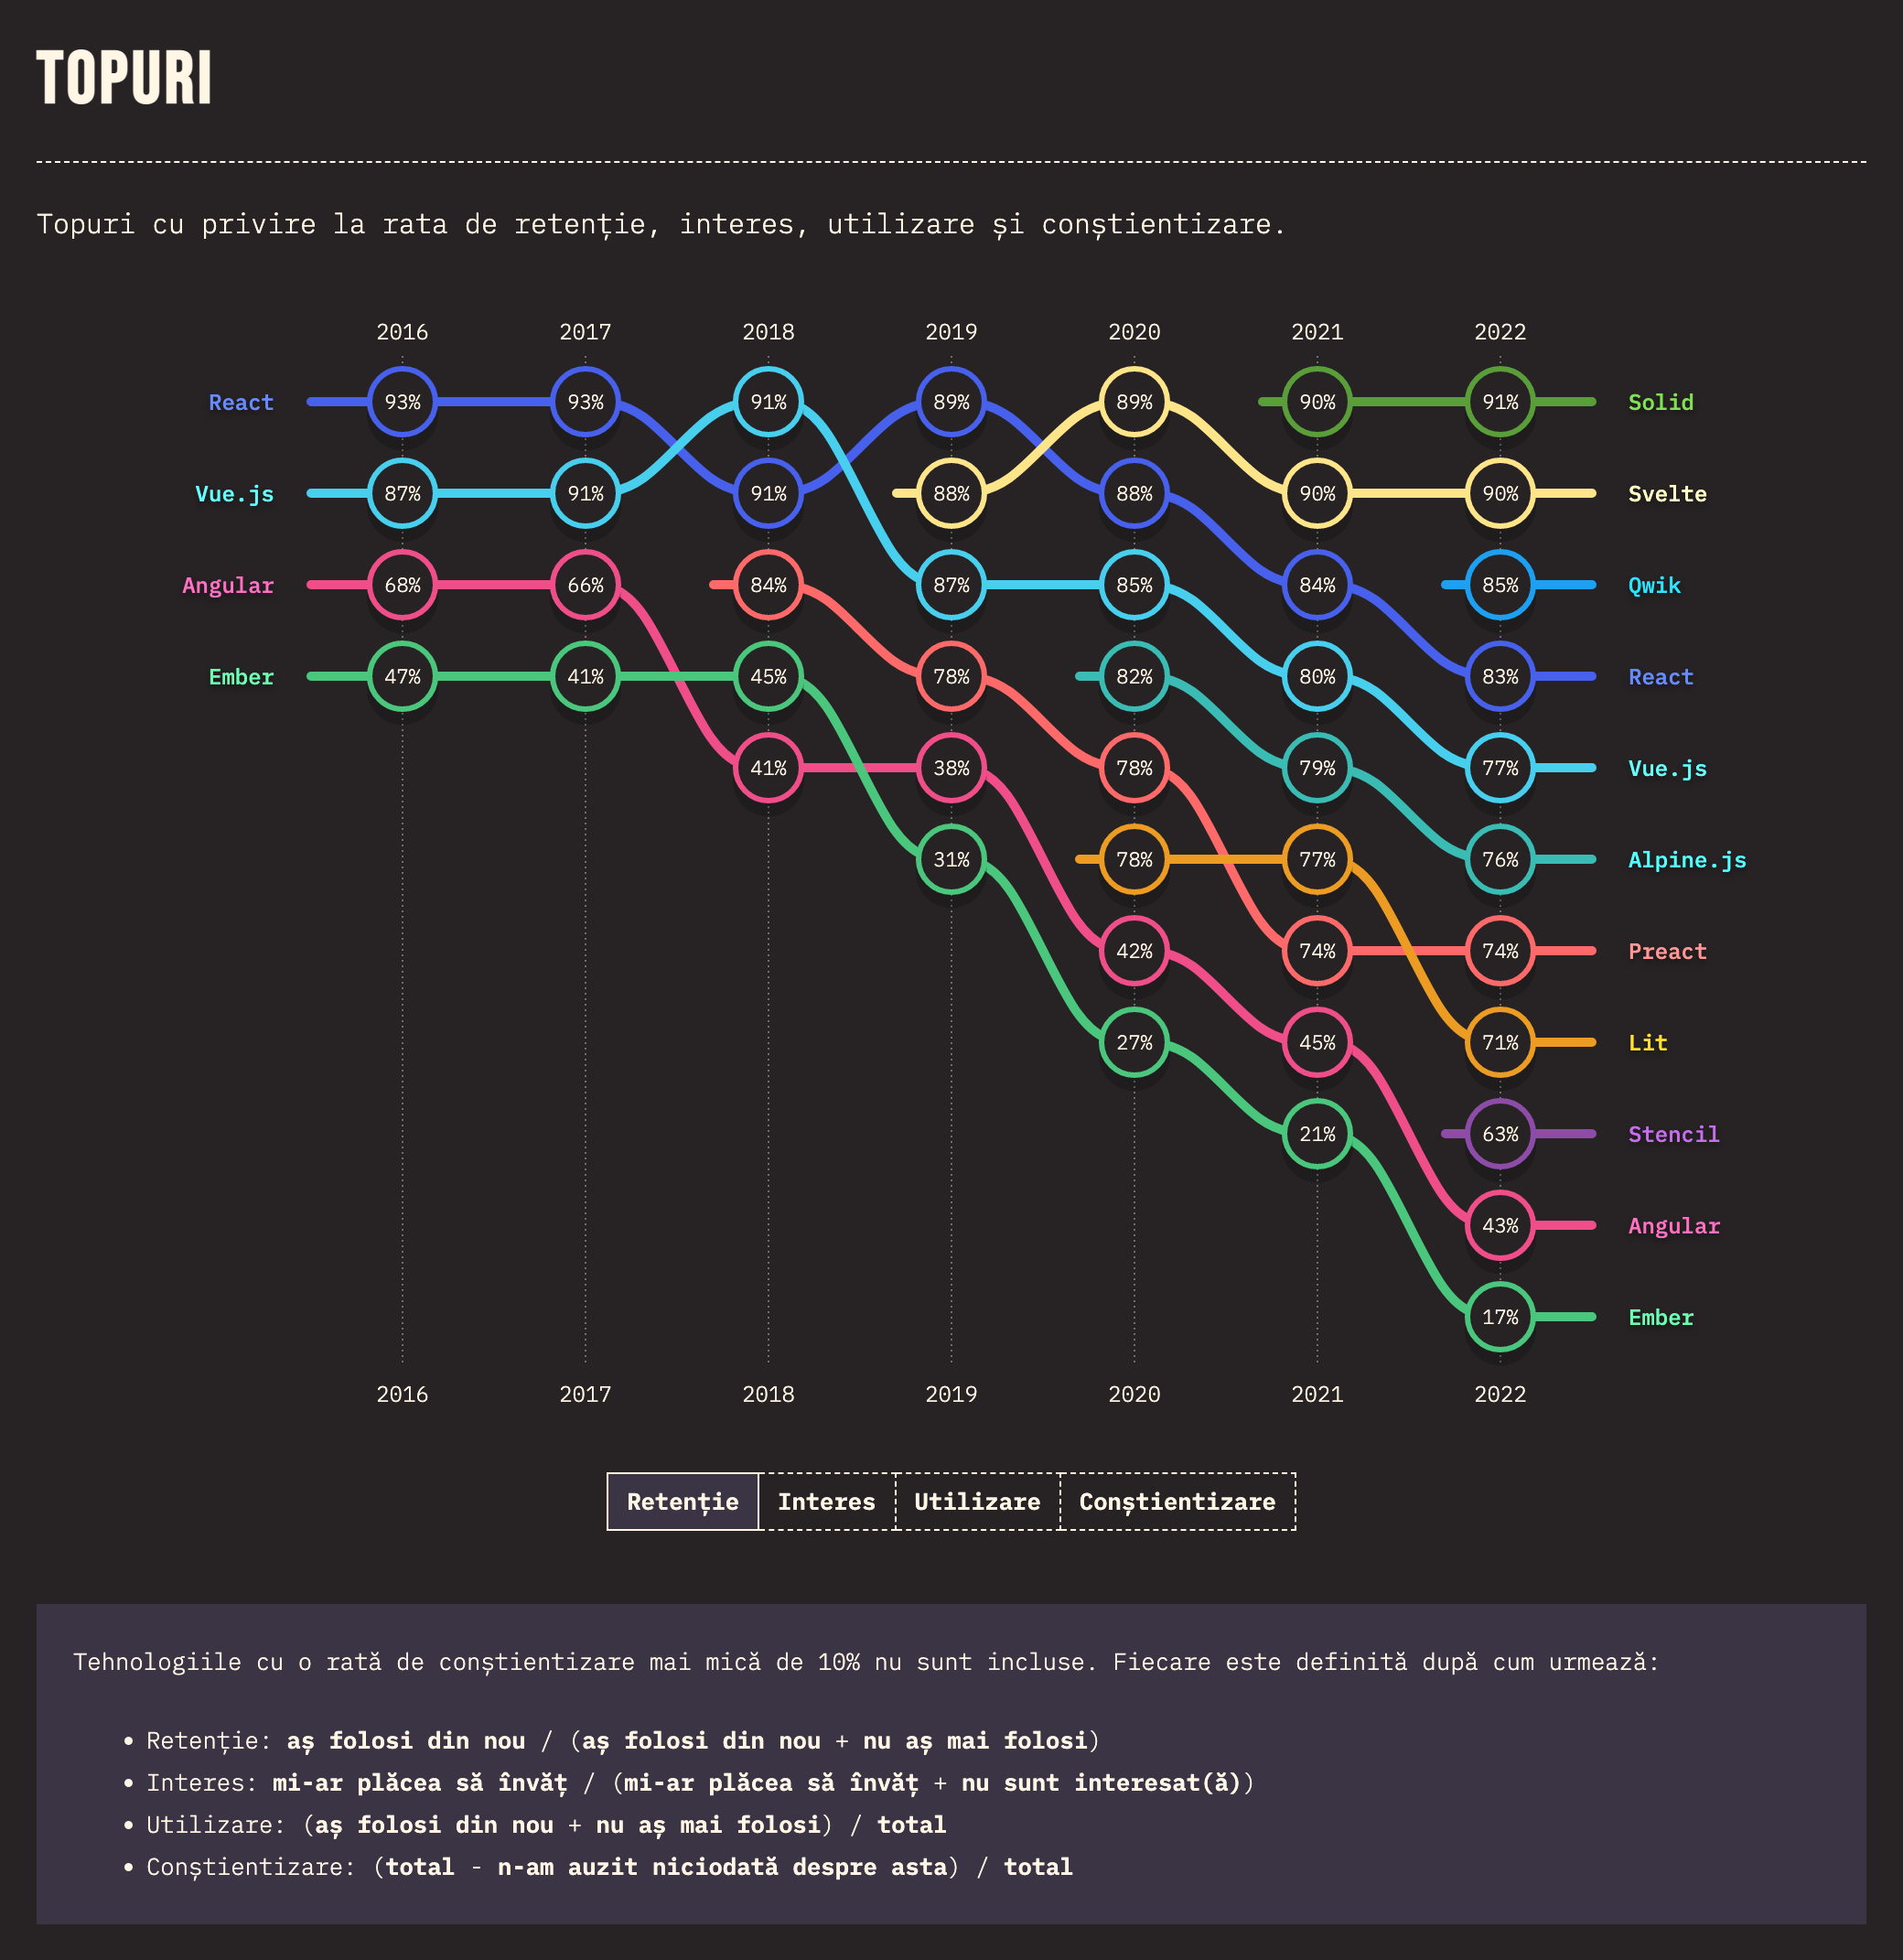 TOPURI
Topuri cu privire la rata de retenție, interes, utilizare și conștientizare.
2016 2017 2018 2019 2020 2021 2022
React 93% 93% 91% 89% 89% 90% 91% Solid
Vue.js 87% 91% 91% 88% 88% 90% 90% Svelte
Angular 68% 66% 84% 87% 85% 84% 85% Qwik
Ember 47% 41% 45% 78% 82% 80% 83% React
41% 38% 78% 79% 77% Vue.js
31% 78% 77% 76% Alpine.js
42% 74% 74% Preact
27% 45% 71% Lit
21% 63% Stencil
43% Angular
17% Ember
2016 2017 2018 2019 2020 2021 2022
Retenție Interes Utilizare Conștientizare
Tehnologiile cu o rată de conștientizare mai mică de 10% nu sunt incluse. Fiecare este definită după cum urmează:
• Retenție: aș folosi din nou / (aș folosi din nou + nu aș mai folosi)
• Interes: mi-ar plăcea să învăț / (mi-ar plăcea să învăț + nu sunt interesat(ă))
• Utilizare: (aș folosi din nou + nu aș mai folosi) / total
• Conștientizare: (total - n-am auzit niciodată despre asta) / total